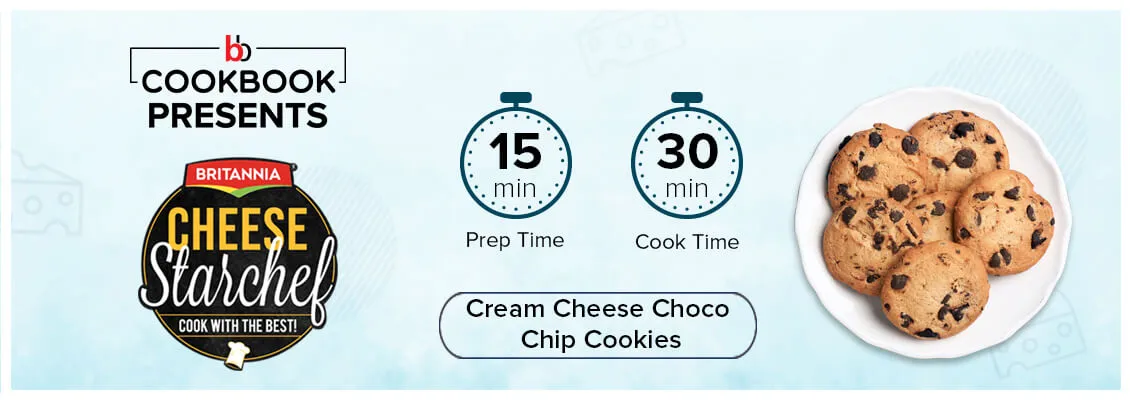 bb
COOKBOOK
PRESENTS
BRITANNIA
CHEESE
Starchef
COOK WITH THE BEST!
15
min
Prep Time
30
min
Cook Time
Cream Cheese Choco
Chip Cookies